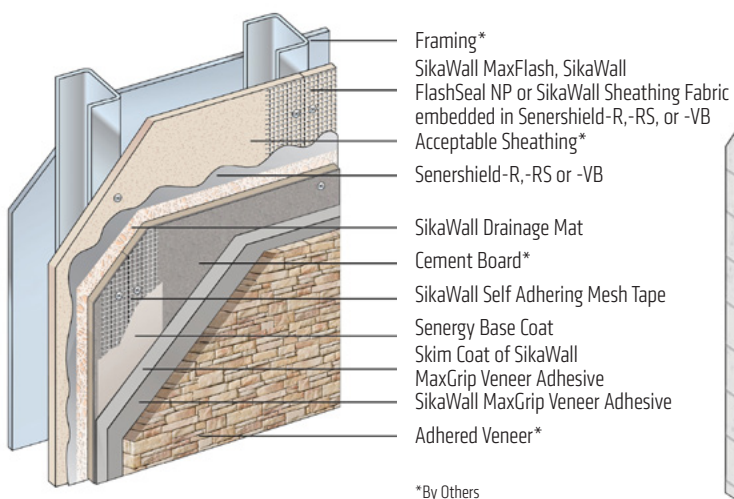 Framing*
SikaWall MaxFlash, SikaWall
FlashSeal NP or SikaWall Sheathing Fabric
embedded in Senershield-R,-RS, or -VB
Acceptable Sheathing*
Senershield-R,-RS or -VB
SikaWall Drainage Mat
Cement Board*
SikaWall Self Adhering Mesh Tape
Senergy Base Coat
Skim Coat of SikaWall
MaxGrip Veneer Adhesive
SikaWall MaxGrip Veneer Adhesive
Adhered Veneer*
*By Others